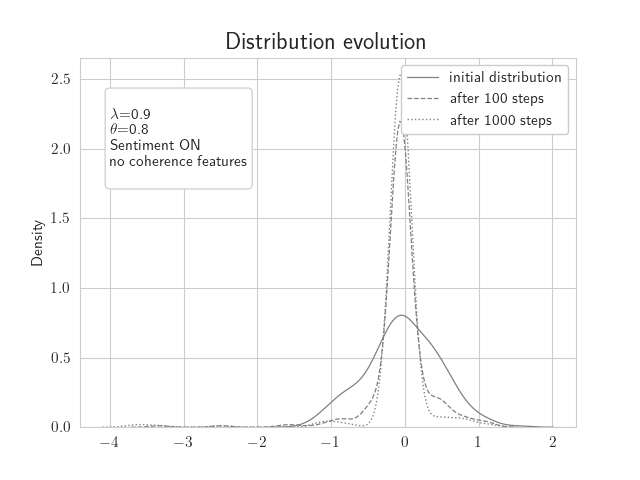 Distribution evolution
λ=0.9
θ=0.8
Sentiment ON
no coherence features
initial distribution
after 100 steps
after 1000 steps
Density
2.5
2.0
1.5
1.0
0.5
0.0
−4 −3 −2 −1 0 1 2